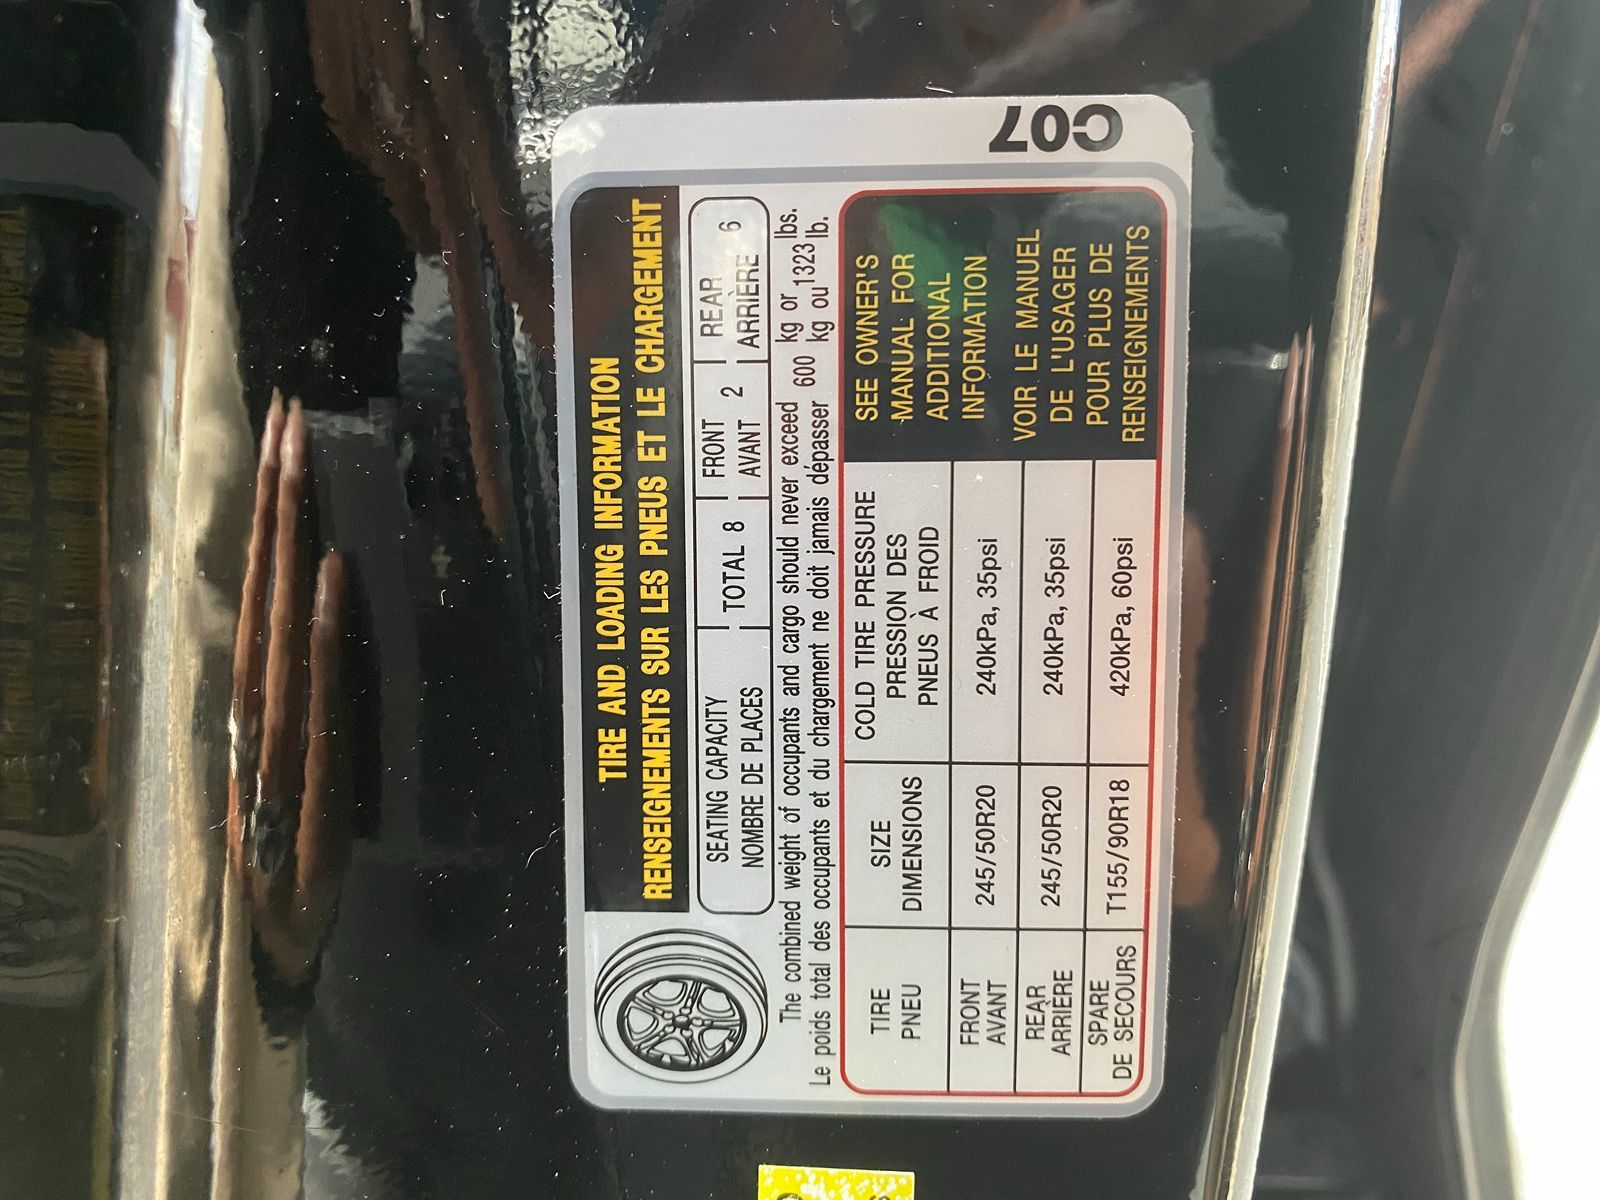 C07
TIRE AND LOADING INFORMATION
RENSEIGNEMENTS SUR LES PNEUS ET LE CHARGEMENT
SEATING CAPACITY TOTAL 8 FRONT 2 REAR 6
NOMBRE DE PLACES AVANT ARRIÈRE
The combined weight of occupants and cargo should never exceed 600 kg or 1323 lbs.
Le poids total des occupants et du chargement ne doit jamais dépasser kg ou lb.
TIRE SIZE COLD TIRE PRESSURE
PNEU DIMENSIONS PRESSION DES
PNEUS À FROID
FRONT 245/50R20 240kPa, 35psi
AVANT
REAR 245/50R20 240kPa, 35psi
ARRIÈRE
SPARE T155/90R18 420kPa, 60psi
DE SECOURS
SEE OWNER'S
MANUAL FOR
ADDITIONAL
INFORMATION
VOIR LE MANUEL
DE L'USAGER
POUR PLUS DE
RENSEIGNEMENTS